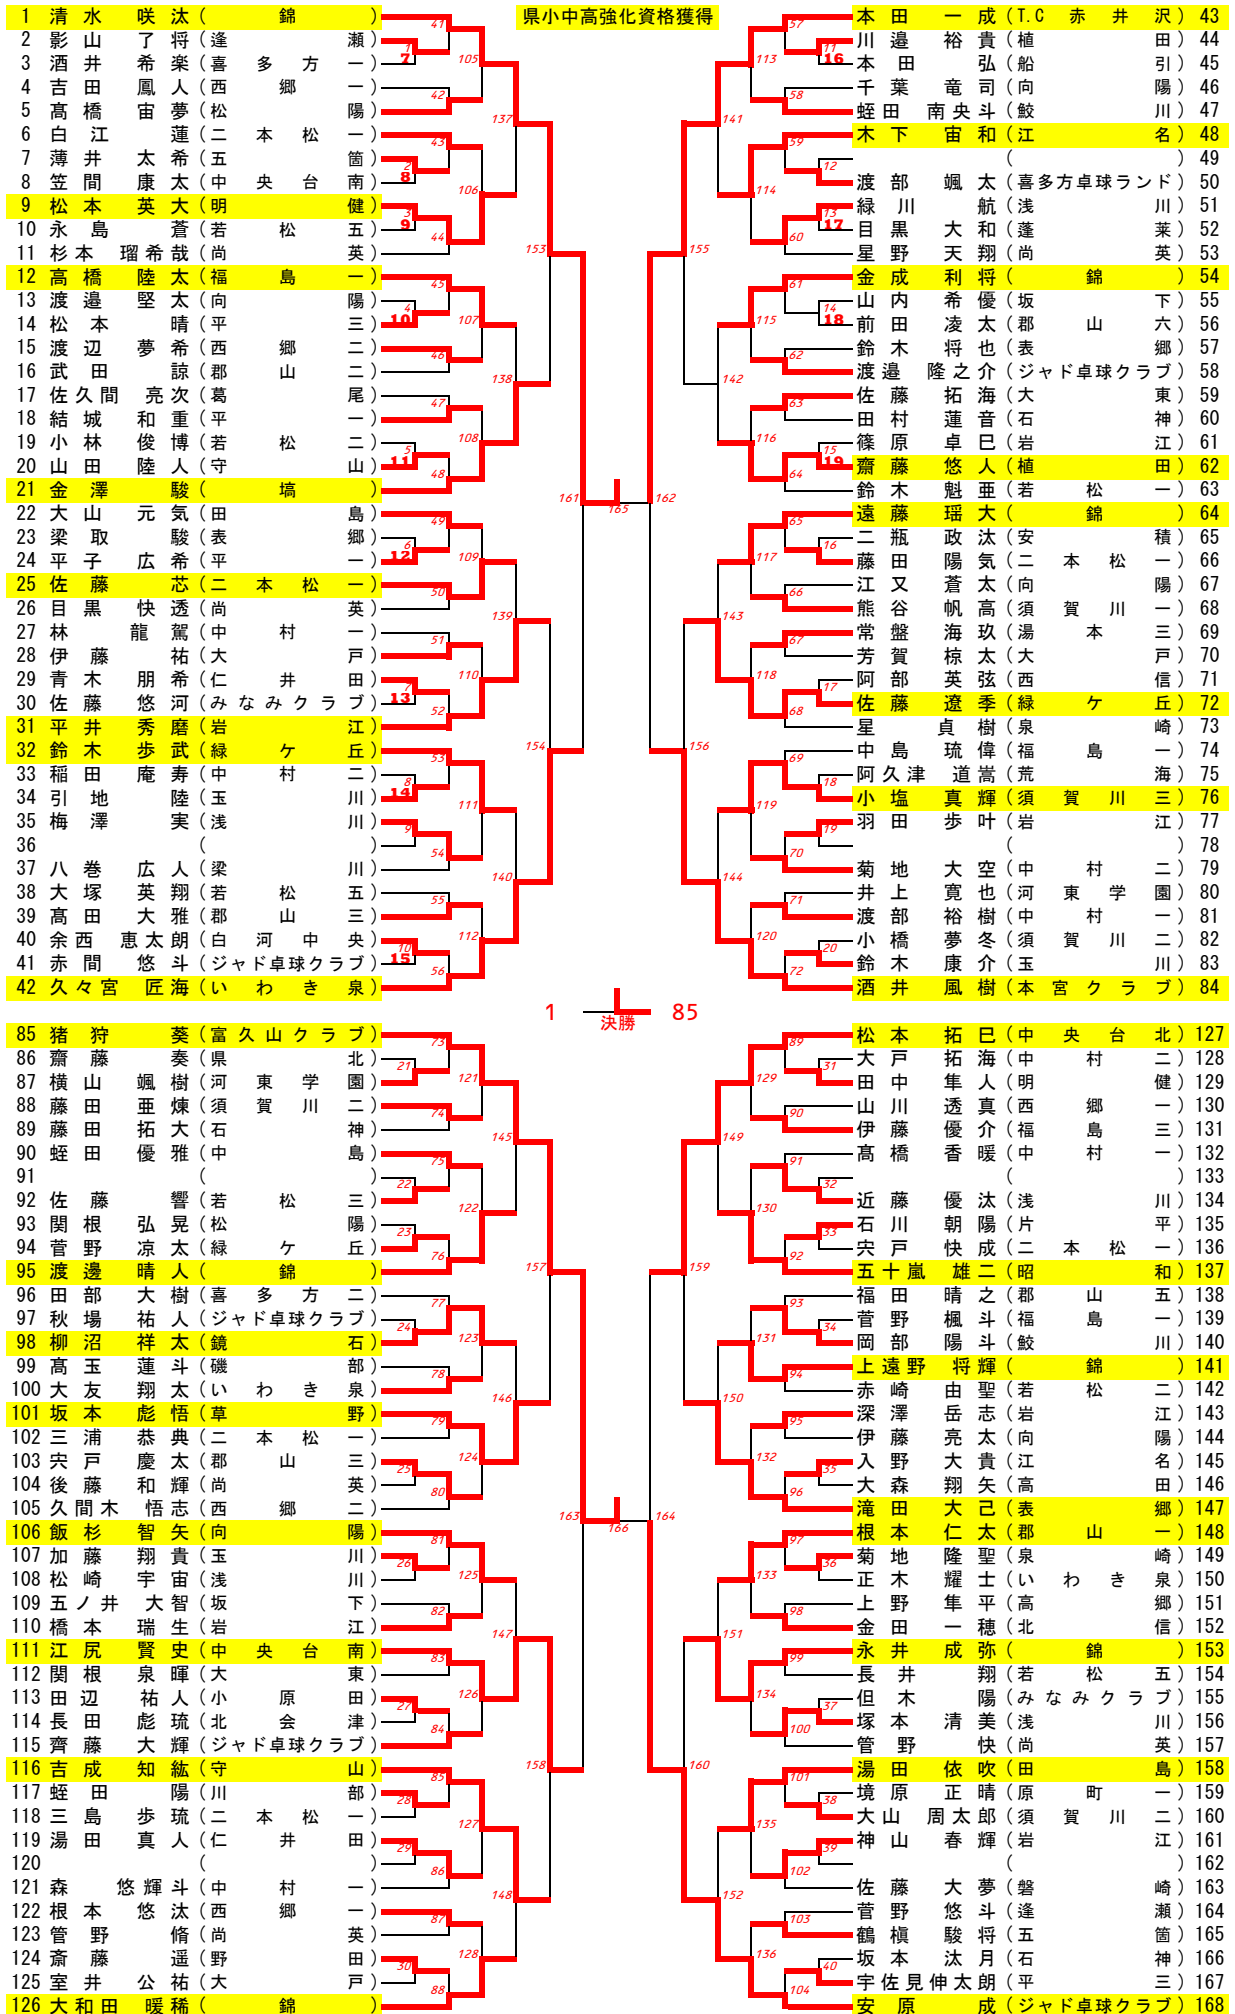 県小中高強化資格獲得
1 清水 咲汰 (錦)
2 影山 了将 (逢瀬)
3 酒井 希楽 (喜多方一)
4 吉田 鳳人 (西郷一)
5 髙橋 宙夢 (松陽)
6 白江 蓮 (二本松一)
7 薄井 太希 (五箇)
8 笠間 康太 (中央台南)
9 松本 英大 (明健)
10 永島 蒼 (若松五)
11 杉本 瑠希哉 (尚英)
12 高橋 陸太 (福島一)
13 渡邉 堅太 (向陽)
14 松本 晴 (平三)
15 渡辺 夢希 (西郷二)
16 武田 諒 (郡山二)
17 佐久間 亮次 (葛尾)
18 結城 和重 (平一)
19 小林 俊博 (若松二)
20 山田 陸人 (守山)
21 金澤 駿 (塙)
22 大山 元気 (田島)
23 梁取 駿 (表郷)
24 平子 広希 (平一)
25 佐藤 芯 (二本松一)
26 目黒 快透 (尚英)
27 林 龍駕 (中村一)
28 伊藤 祐 (大戸)
29 青木 朋希 (仁井田)
30 佐藤 悠河 (みなみクラブ)
31 平井 秀磨 (岩江)
32 鈴木 歩武 (緑ケ丘)
33 稲田 庵寿 (中村二)
34 引地 陸 (玉川)
35 梅澤 実 (浅川)
36 ( )
37 八巻 広人 (梁川)
38 大塚 英翔 (若松五)
39 髙田 大雅 (郡山三)
40 余西 恵太朗 (白河中央)
41 赤間 悠斗 (ジャド卓球クラブ)
42 久々宮 匠海 (いわき泉)
本田 一成 (T.C赤井沢) 43
川邉 裕貴 (植田) 44
本田 弘 (船引) 45
千葉 竜司 (向陽) 46
蛭田 南央斗 (鮫川) 47
木下 宙和 (江名) 48
( ) 49
渡部 颯太 (喜多方卓球ランド) 50
緑川 航 (浅川) 51
目黒 大和 (蓬莱) 52
星野 天翔 (尚英) 53
金成 利将 (錦) 54
山内 希優 (坂下) 55
前田 凌太 (郡山六) 56
鈴木 将也 (表郷) 57
渡邉 隆之介 (ジャド卓球クラブ) 58
佐藤 拓海 (大東) 59
田村 蓮音 (石神) 60
篠原 卓巳 (岩江) 61
齋藤 悠人 (植田) 62
鈴木 魁亜 (若松一) 63
遠藤 瑶大 (錦) 64
二瓶 政汰 (安積) 65
藤田 陽気 (二本松一) 66
江又 蒼太 (向陽) 67
熊谷 帆高 (須賀川一) 68
常盤 海玖 (湯本三) 69
芳賀 椋太 (大戸) 70
阿部 英弦 (西信) 71
佐藤 遼季 (緑ケ丘) 72
星 貞樹 (泉崎) 73
中島 琉偉 (福島一) 74
阿久津 道嵩 (荒海) 75
小塩 真輝 (須賀川三) 76
羽田 歩叶 (岩江) 77
( ) 78
菊地 大空 (中村二) 79
井上 寛也 (河東学園) 80
渡部 裕樹 (中村一) 81
小橋 夢冬 (須賀川二) 82
鈴木 康介 (玉川) 83
酒井 風樹 (本宮クラブ) 84
1 決勝 85
85 猪狩 葵 (富久山クラブ)
86 齋藤 奏 (県北)
87 横山 颯樹 (河東学園)
88 藤田 亜煉 (須賀川二)
89 藤田 拓大 (石神)
90 蛭田 優雅 (中島)
91 ( )
92 佐藤 響 (若松三)
93 関根 弘晃 (松陽)
94 菅野 凉太 (緑ケ丘)
95 渡邊 晴人 (錦)
96 田部 大樹 (喜多方二)
97 秋場 祐人 (ジャド卓球クラブ)
98 柳沼 祥太 (鏡石)
99 髙玉 蓮斗 (磯部)
100 大友 翔太 (いわき泉)
101 坂本 彪悟 (草野)
102 三浦 恭典 (二本松一)
103 宍戸 慶太 (郡山三)
104 後藤 和輝 (尚英)
105 久間木 悟志 (西郷二)
106 飯杉 智矢 (向陽)
107 加藤 翔貴 (玉川)
108 松崎 宇宙 (浅川)
109 五ノ井 大智 (坂下)
110 橋本 瑞生 (岩江)
111 江尻 賢史 (中央台南)
112 関根 泉暉 (大東)
113 田辺 祐人 (小原田)
114 長田 彪琉 (北会津)
115 齊藤 大輝 (ジャド卓球クラブ)
116 吉成 知紘 (守山)
117 蛭田 陽 (川部)
118 三島 歩琉 (二本松一)
119 湯田 真人 (仁井田)
120 ( )
121 森 悠輝斗 (中村一)
122 根本 悠汰 (西郷一)
123 管野 脩 (尚英)
124 斎藤 遥 (野田)
125 室井 公祐 (大戸)
126 大和田 暖稀 (錦)
松本 拓巳 (中央台北) 127
大戸 拓海 (中村二) 128
田中 隼人 (明健) 129
山川 透真 (西郷一) 130
伊藤 優介 (福島三) 131
髙橋 香暖 (中村一) 132
( ) 133
近藤 優汰 (浅川) 134
石川 朝陽 (片平) 135
宍戸 快成 (二本松一) 136
五十嵐 雄二 (昭和) 137
福田 晴之 (郡山五) 138
菅野 楓斗 (福島一) 139
岡部 陽斗 (鮫川) 140
上遠野 将輝 (錦) 141
赤崎 由聖 (若松二) 142
深澤 岳志 (岩江) 143
伊藤 亮太 (向陽) 144
入野 大貴 (江名) 145
大森 翔矢 (高田) 146
滝田 大己 (表郷) 147
根本 仁太 (郡山一) 148
菊地 隆聖 (泉崎) 149
正木 耀士 (いわき泉) 150
上野 隼平 (高郷) 151
金田 一穂 (北信) 152
永井 成弥 (錦) 153
長井 翔 (若松五) 154
但木 陽 (みなみクラブ) 155
塚本 清美 (浅川) 156
管野 快 (尚英) 157
湯田 依吹 (田島) 158
境原 正晴 (原町一) 159
大山 周太郎 (須賀川二) 160
神山 春輝 (岩江) 161
( ) 162
佐藤 大夢 (磐崎) 163
菅野 悠斗 (逢瀬) 164
鶴槇 駿将 (五箇) 165
坂本 汰月 (石神) 166
宇佐見 伸太朗 (平三) 167
安原 成 (ジャド卓球クラブ) 168